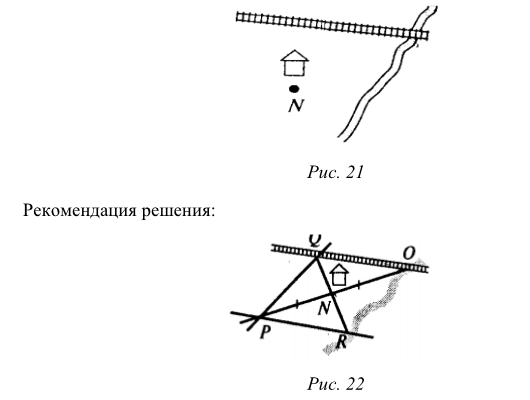 N
Рис. 21
Рекомендация решения:
Q
O
N
P
R
Рис. 22